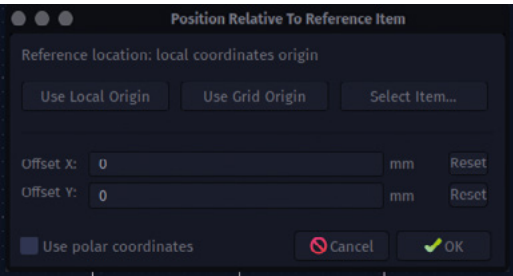 Position Relative To Reference Item
Reference location: local coordinates origin
Use Local Origin Use Grid Origin Select Item...
Offset X: 0 mm Reset
Offset Y: 0 mm Reset
Use polar coordinates Cancel OK